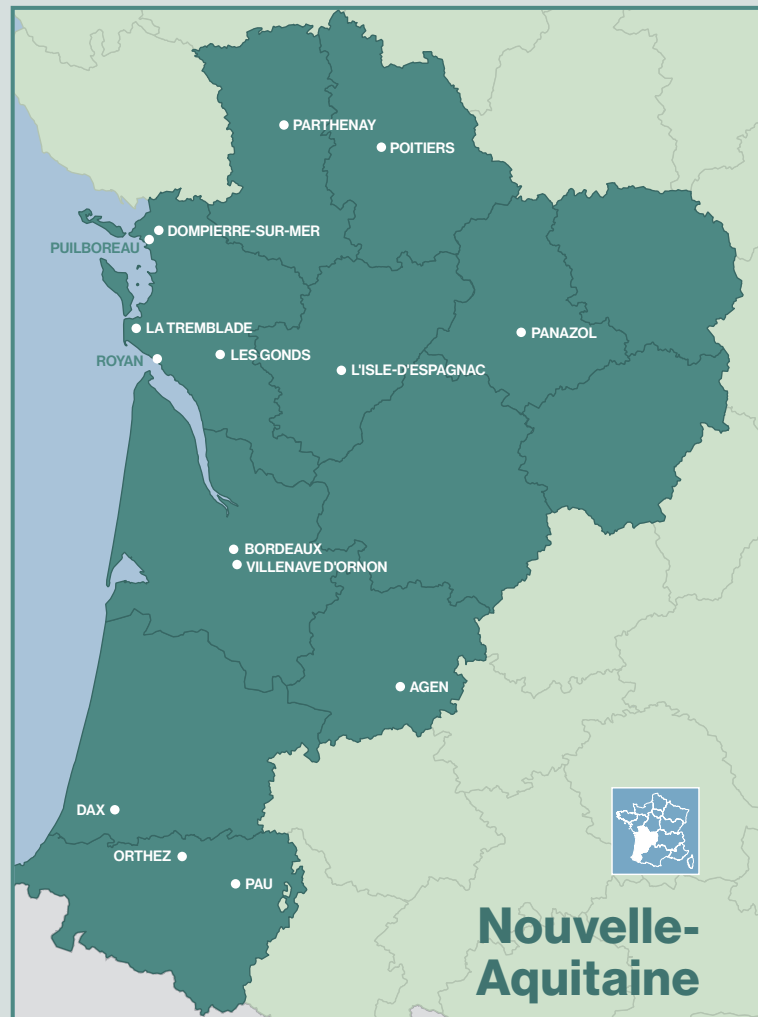 PARTHENAY
POITIERS
DOMPIERRE-SUR-MER
PUILBOREAU
LA TREMBLADE
PANAZOL
LES GONDS
ROYAN
L'ISLE-D'ESPAGNAC
BORDEAUX
VILLENAVE D'ORNON
AGEN
DAX
ORTHEZ
PAU
Nouvelle-
Aquitaine